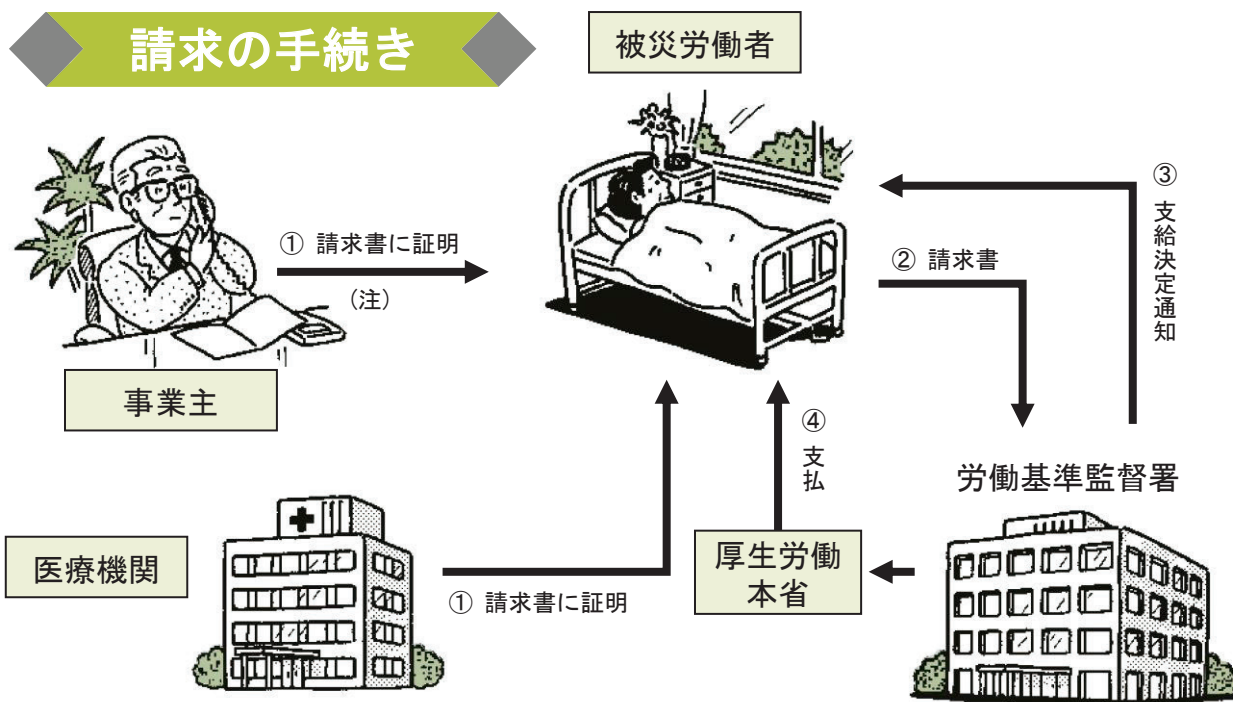 請求の手続き
被災労働者
① 請求書に証明
(注)
事業主
② 請求書
③ 支給決定通知
④ 支払
労働基準監督署
医療機関
① 請求書に証明
厚生労働
本省